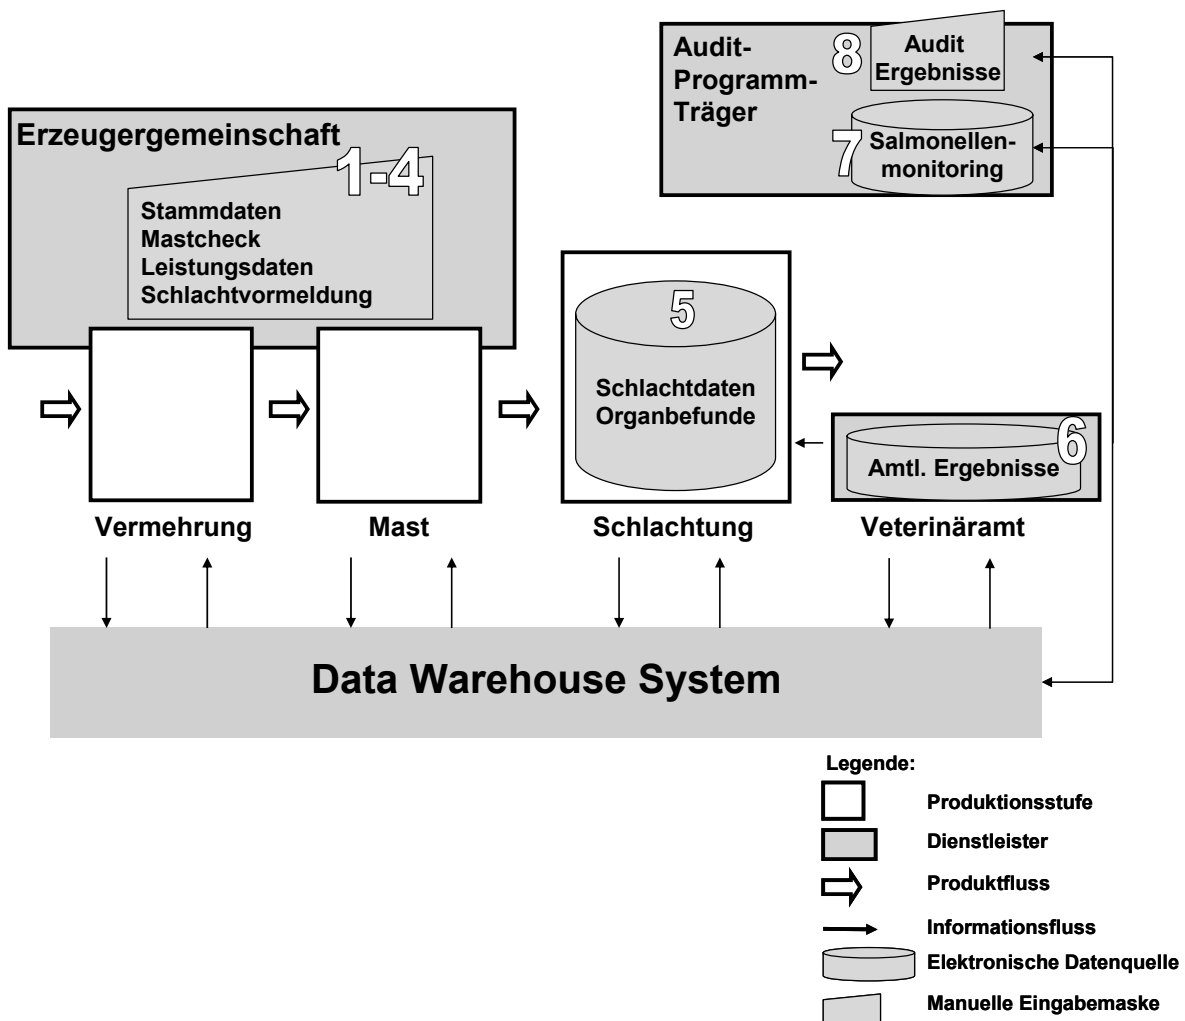 Audit-
Programm-
Träger
8
Audit
Ergebnisse
7
Salmonellen-
monitoring
Erzeugergemeinschaft
1-4
Stammdaten
Mastcheck
Leistungsdaten
Schlachtvormeldung
5
Schlachtdaten
Organbefunde
6
Amtl. Ergebnisse
Vermehrung
Mast
Schlachtung
Veterinäramt
Data Warehouse System
Legende:
Produktionsstufe
Dienstleister
Produktfluss
Informationsfluss
Elektronische Datenquelle
Manuelle Eingabemaske